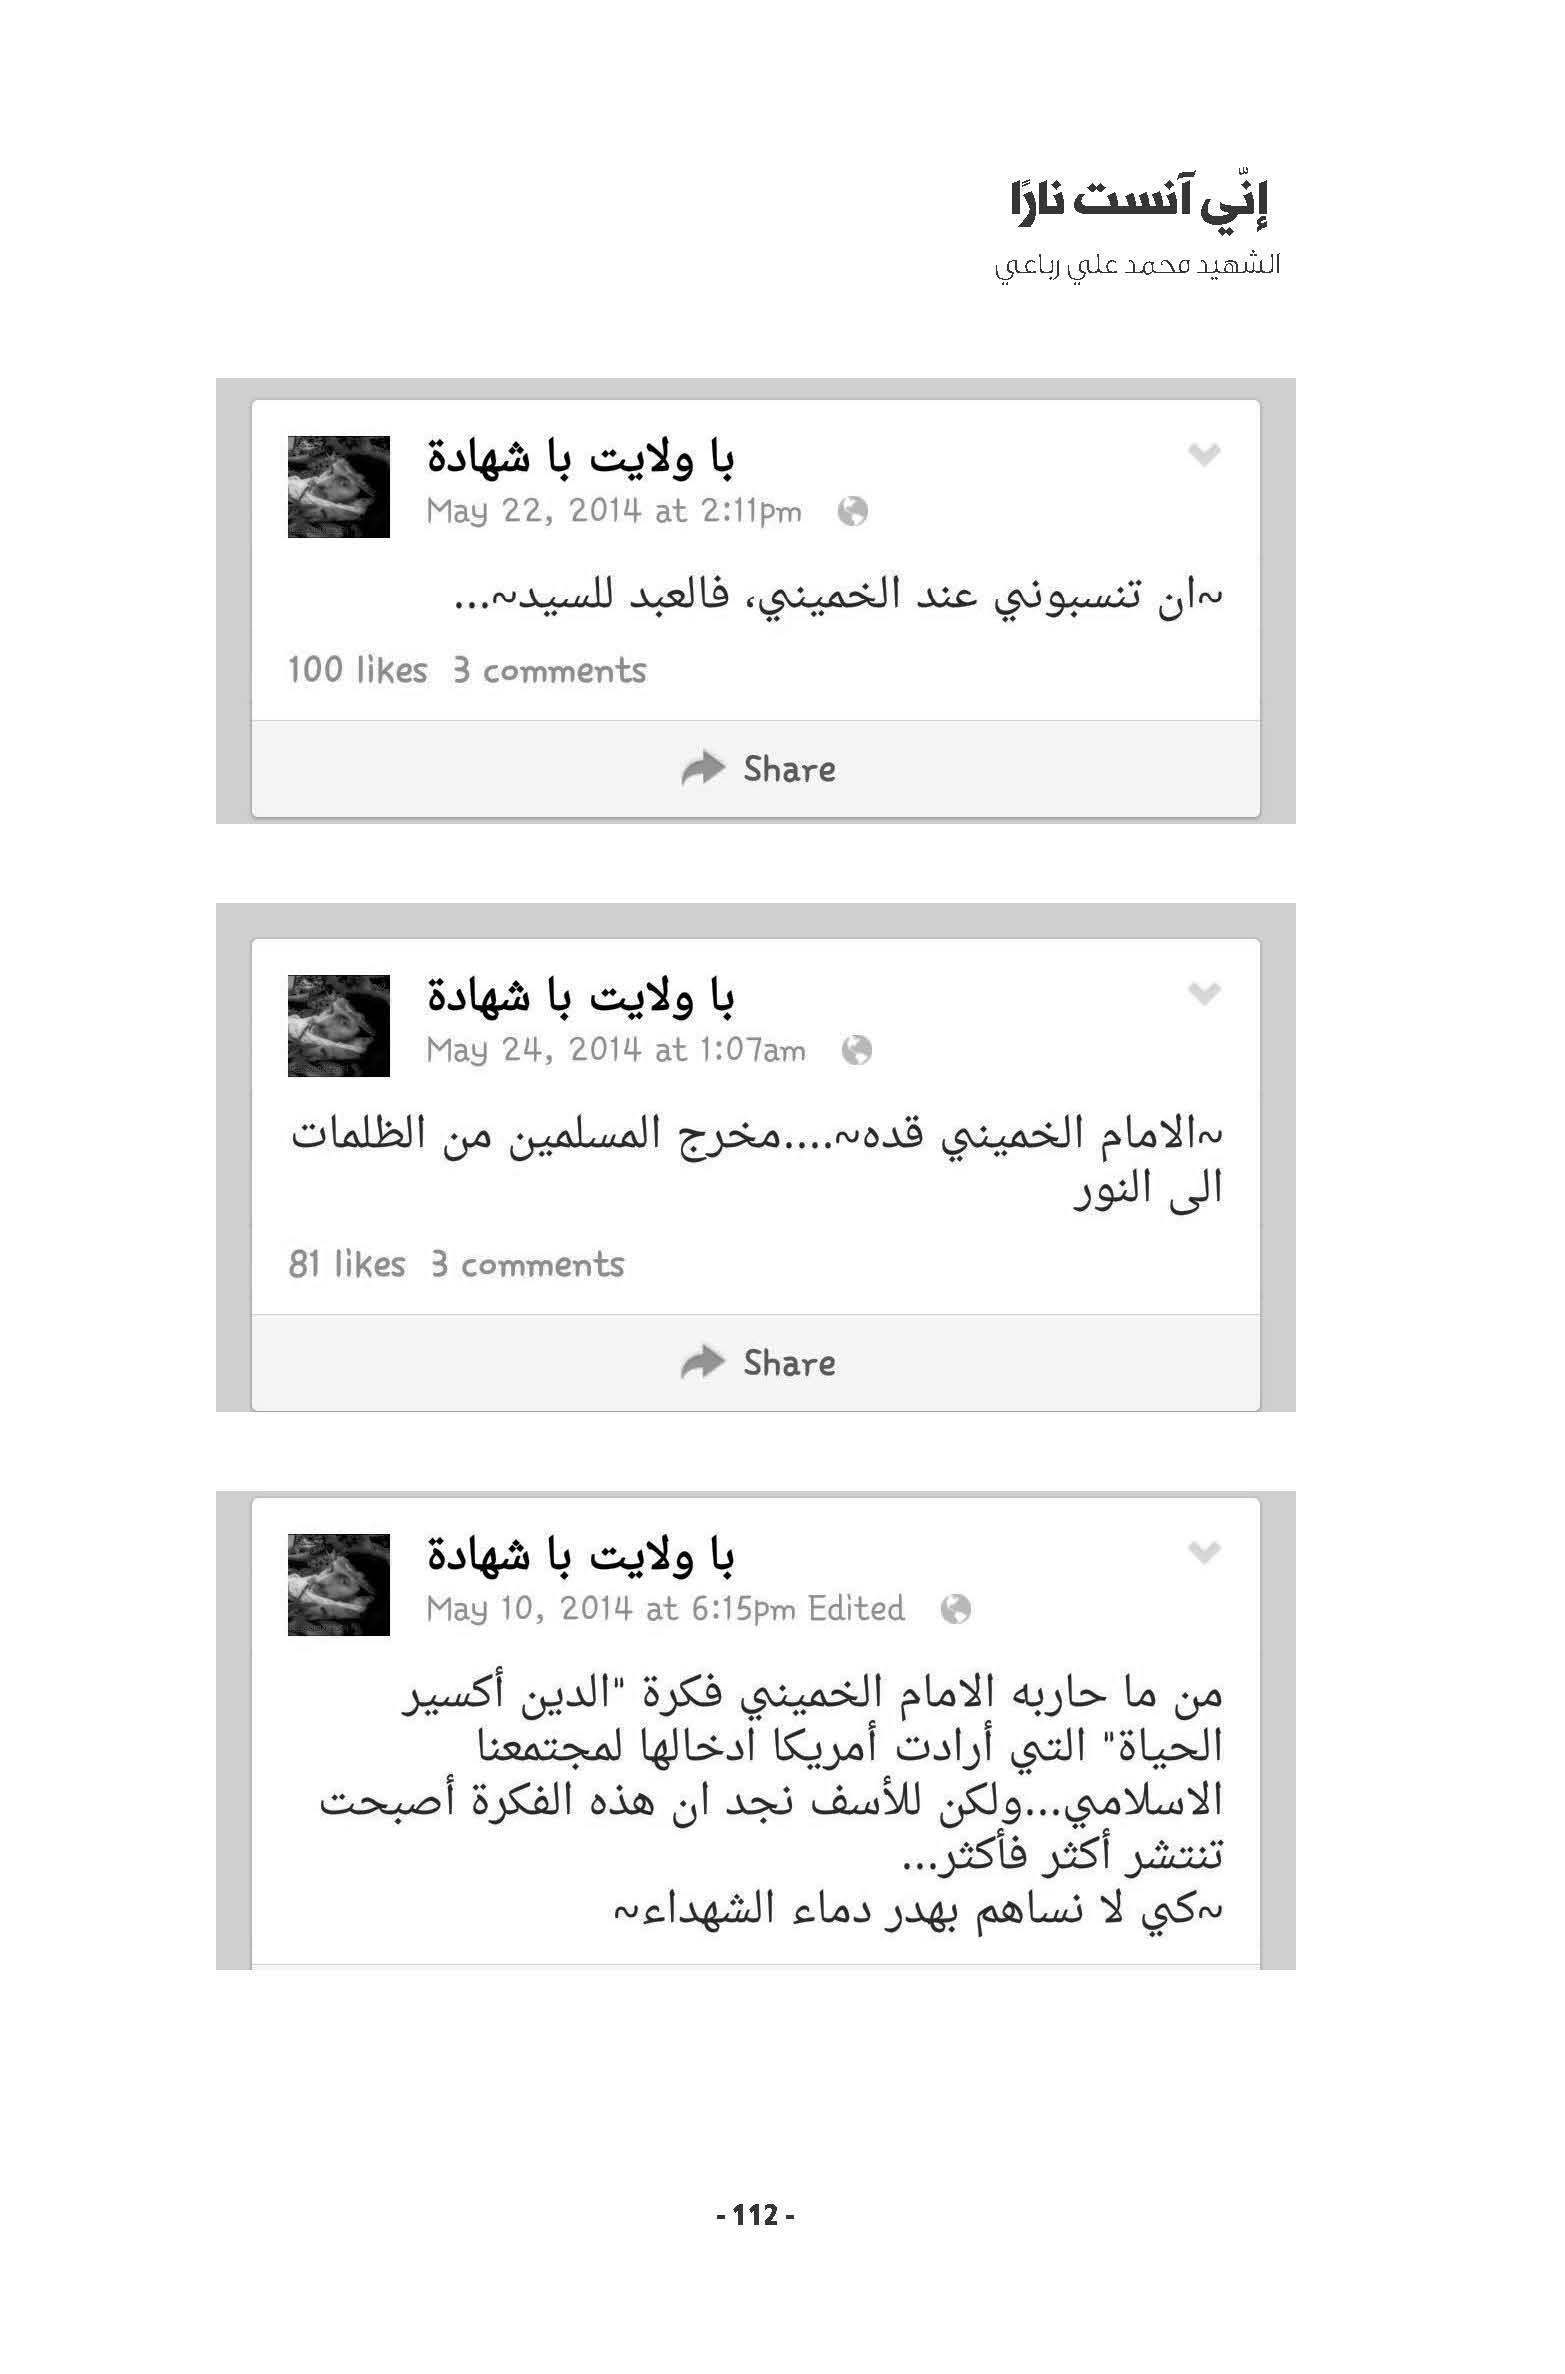 إنّي آنست نارًا
الشهيد محمد علي رباعي
با ولايت با شهادة
May 22, 2014 at 2:11pm
~ان تنسبوني عند الخميني، فالعبد للسيد~...
100 likes 3 comments
Share
با ولايت با شهادة
May 24, 2014 at 1:07am
~الامام الخميني قده~....مخرج المسلمين من الظلمات
الى النور
81 likes 3 comments
Share
با ولايت با شهادة
May 10, 2014 at 6:15pm Edited
من ما حاربه الامام الخميني فكرة "الدين أكسير
الحياة" التي أرادت أمريكا ادخالها لمجتمعنا
الاسلامي...ولكن للأسف نجد ان هذه الفكرة أصبحت
تنتشر أكثر فأكثر...
~كي لا نساهم بهدر دماء الشهداء~
- 112 -